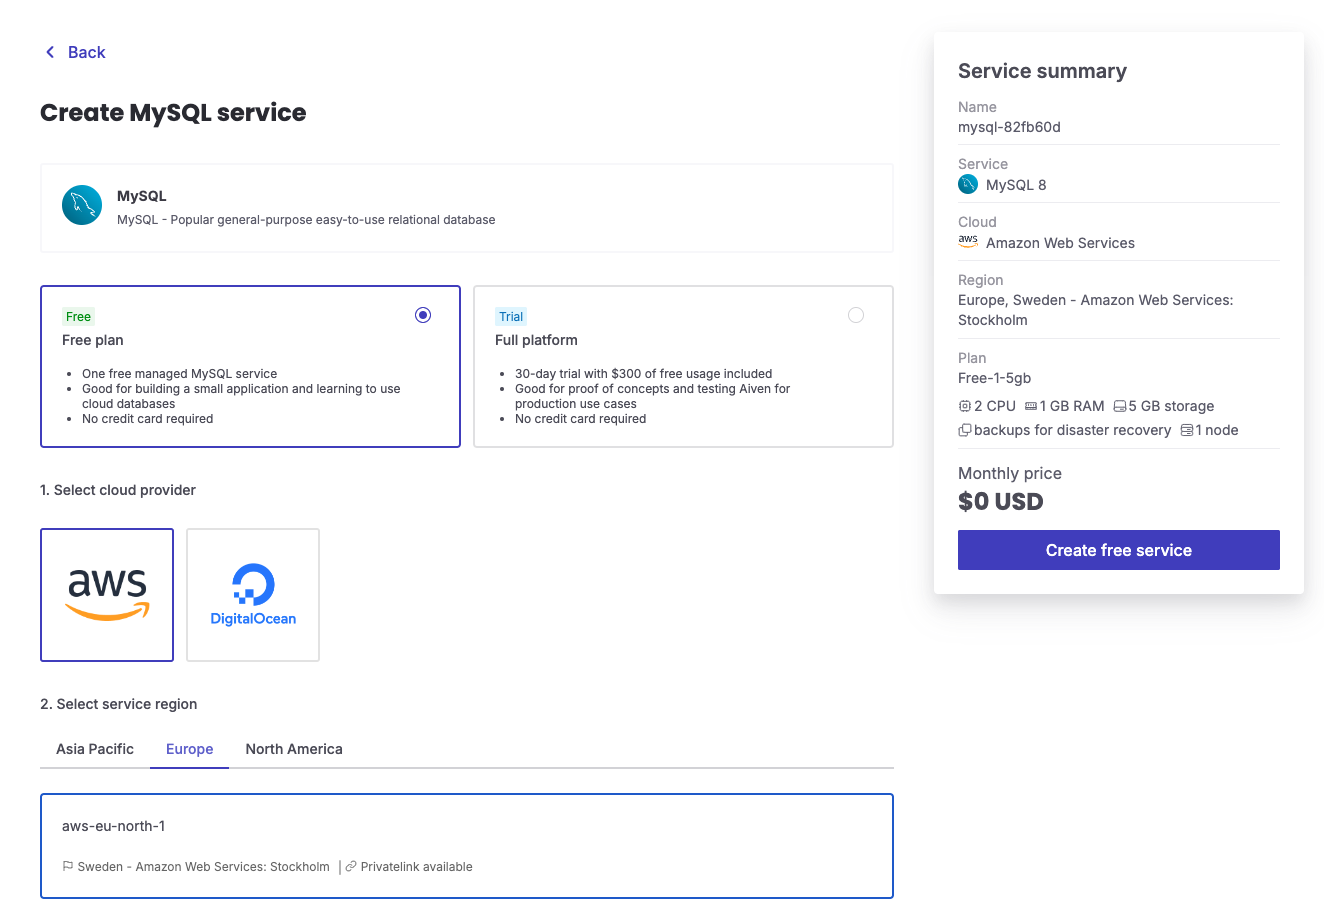 Back
Create MySQL service
MySQL
MySQL - Popular general-purpose easy-to-use relational database
Free
Free plan
One free managed MySQL service
Good for building a small application and learning to use
cloud databases
No credit card required
Trial
Full platform
30-day trial with $300 of free usage included
Good for proof of concepts and testing Aiven for
production use cases
No credit card required
1. Select cloud provider
aws
DigitalOcean
2. Select service region
Asia Pacific
Europe
North America
aws-eu-north-1
Sweden - Amazon Web Services: Stockholm | Privatelink available
Service summary
Name
mysql-82fb60d
Service
MySQL 8
Cloud
aws Amazon Web Services
Region
Europe, Sweden - Amazon Web Services:
Stockholm
Plan
Free-1-5gb
2 CPU 1 GB RAM 5 GB storage
backups for disaster recovery 1 node
Monthly price
$0 USD
Create free service